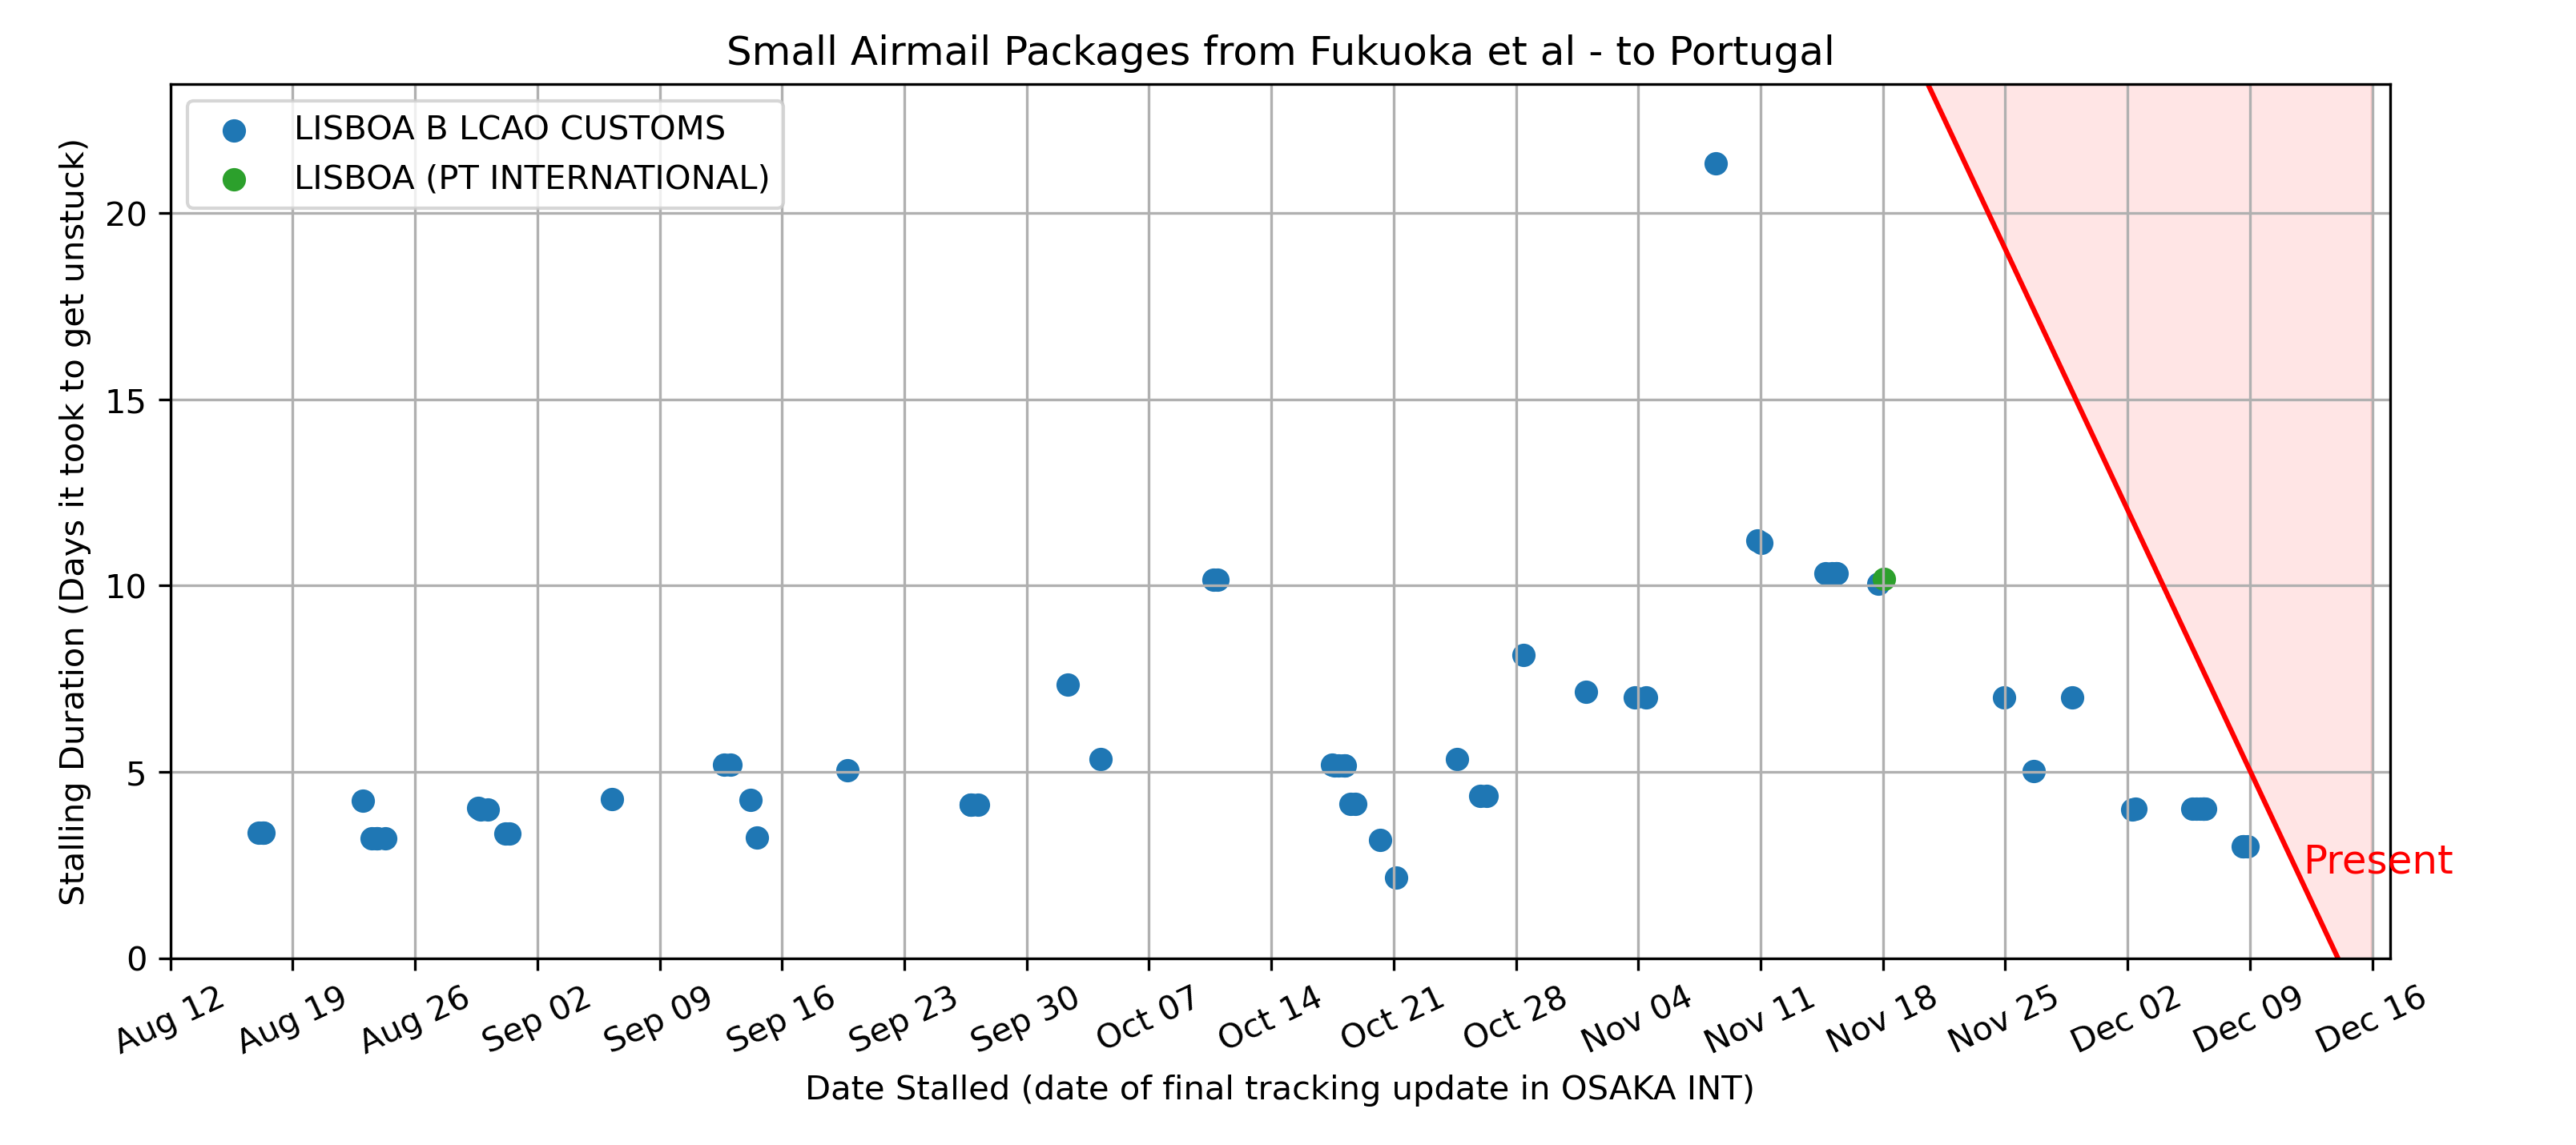 Small Airmail Packages from Fukuoka et al - to Portugal
LISBOA B LCAO CUSTOMS
LISBOA (PT INTERNATIONAL)
Stalling Duration (Days it took to get unstuck)
20
15
10
5
0
Present
Aug 12
Aug 19
Aug 26
Sep 02
Sep 09
Sep 16
Sep 23
Sep 30
Oct 07
Oct 14
Oct 21
Oct 28
Nov 04
Nov 11
Nov 18
Nov 25
Dec 02
Dec 09
Dec 16
Date Stalled (date of final tracking update in OSAKA INT)